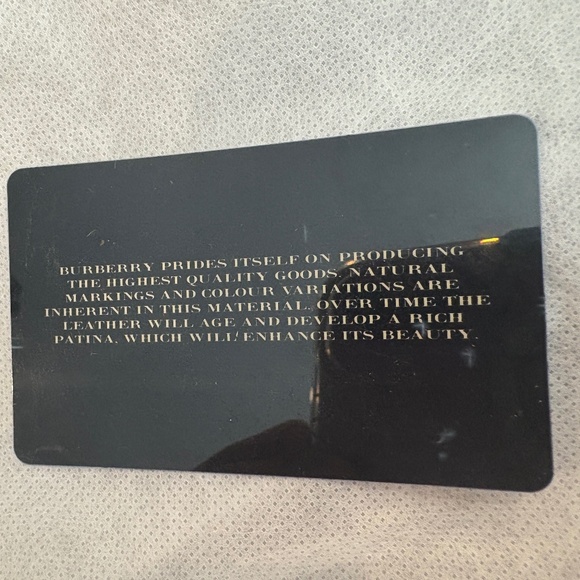 BURBERRY PRIDES ITSELF ON PRODUCING
THE HIGHEST QUALITY GOODS. NATURAL
MARKINGS AND COLOUR VARIATIONS ARE
INHERENT IN THIS MATERIAL. OVER TIME THE
LEATHER WILL AGE AND DEVELOP A RICH
PATINA, WHICH WILL ENHANCE ITS BEAUTY.